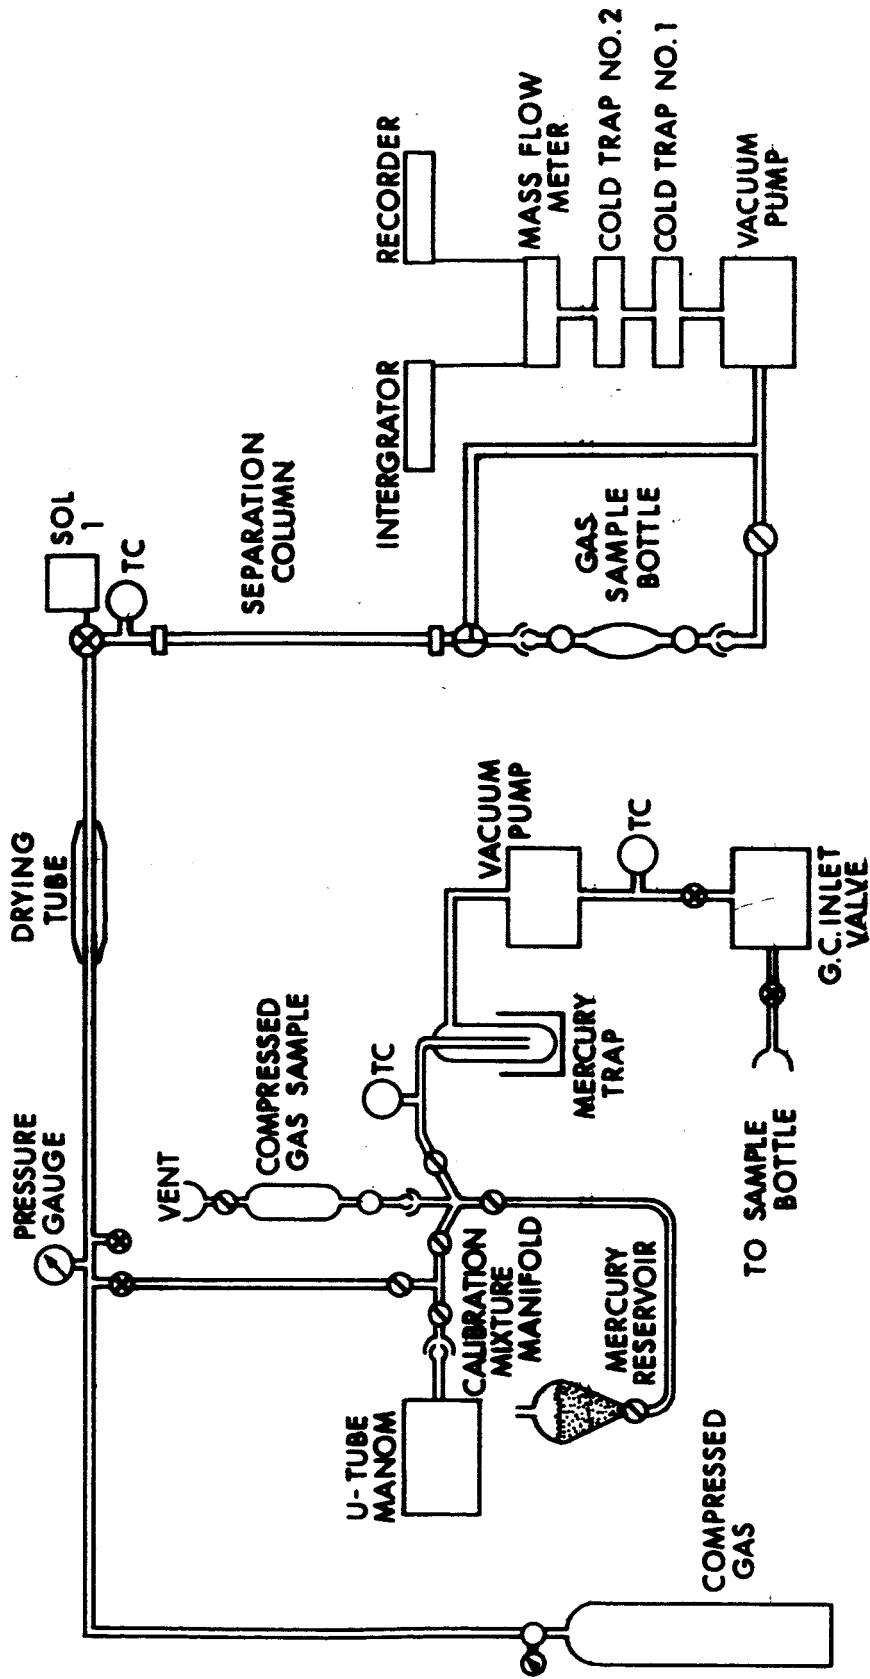 PRESSURE
GAUGE
DRYING
TUBE
SOL
1
TC
VENT
COMPRESSED
GAS SAMPLE
SEPARATION
COLUMN
U-TUBE
MANOM
CALIBRATION
MIXTURE
MANIFOLD
TC
VACUUM
PUMP
INTERGRATOR
RECORDER
MERCURY
RESERVOIR
MERCURY
TRAP
TC
GAS
SAMPLE
BOTTLE
MASS FLOW
METER
COLD TRAP NO. 2
COLD TRAP NO. 1
COMPRESSED
GAS
TO SAMPLE
BOTTLE
G.C. INLET
VALVE
VACUUM
PUMP